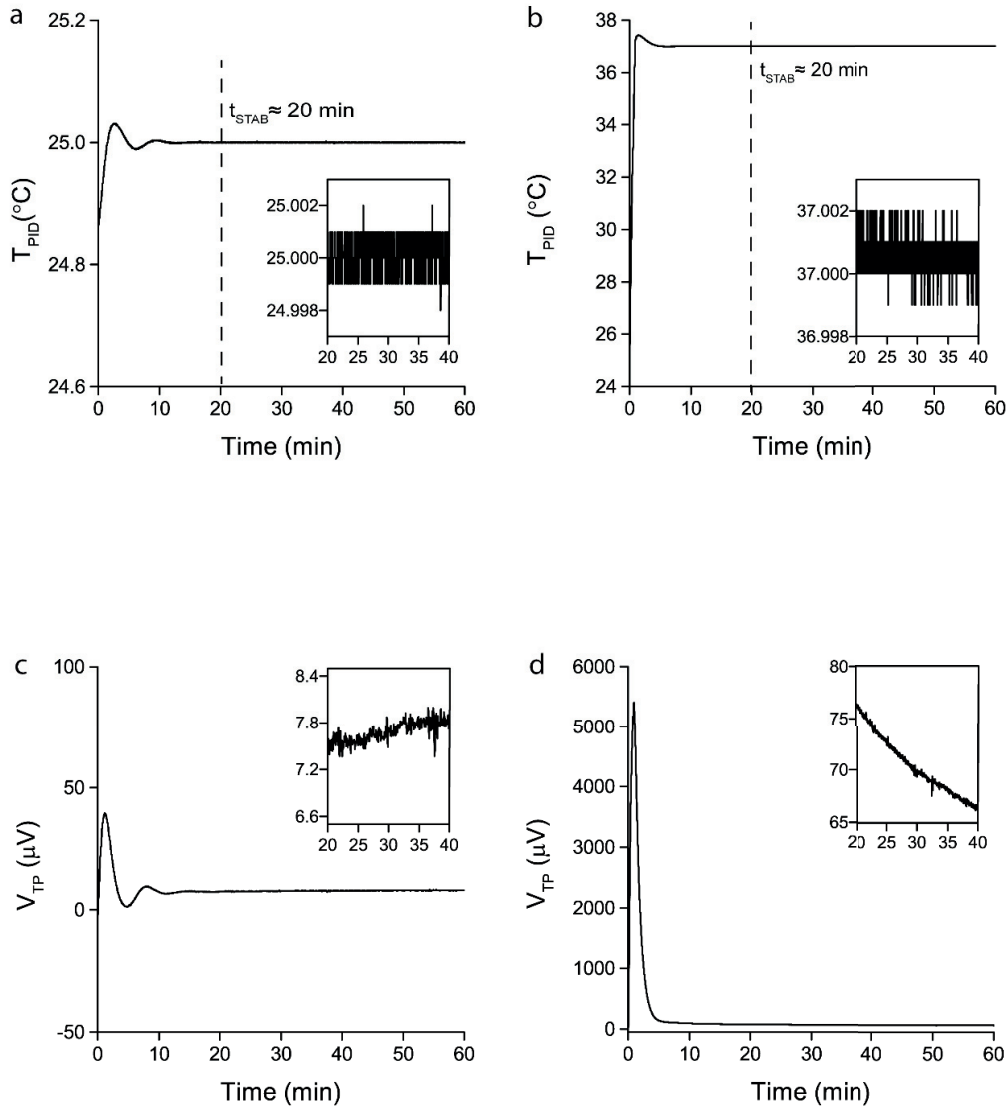 a
25.2
25.0
24.8
24.6
T_PID (°C)
t_STAB ≈ 20 min
25.002
25.000
24.998
20 25 30 35 40
0 10 20 30 40 50 60
Time (min)
b
38
36
34
32
30
28
26
24
T_PID (°C)
t_STAB ≈ 20 min
37.002
37.000
36.998
20 25 30 35 40
0 10 20 30 40 50 60
Time (min)
c
100
50
0
-50
V_TP (μV)
8.4
7.8
7.2
6.6
20 25 30 35 40
0 10 20 30 40 50 60
Time (min)
d
6000
5000
4000
3000
2000
1000
0
V_TP (μV)
80
75
70
65
20 25 30 35 40
0 10 20 30 40 50 60
Time (min)